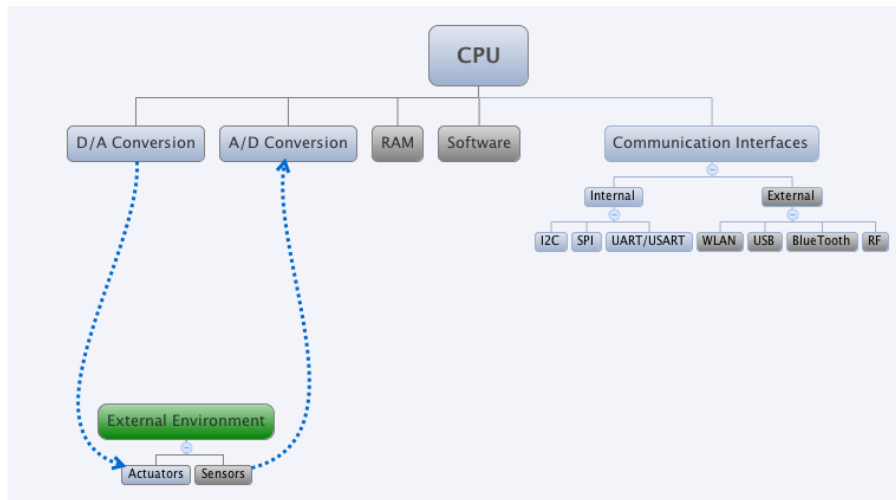 CPU
D/A Conversion
A/D Conversion
RAM
Software
Communication Interfaces
Internal
External
I2C
SPI
UART/USART
WLAN
USB
BlueTooth
RF
External Environment
Actuators
Sensors